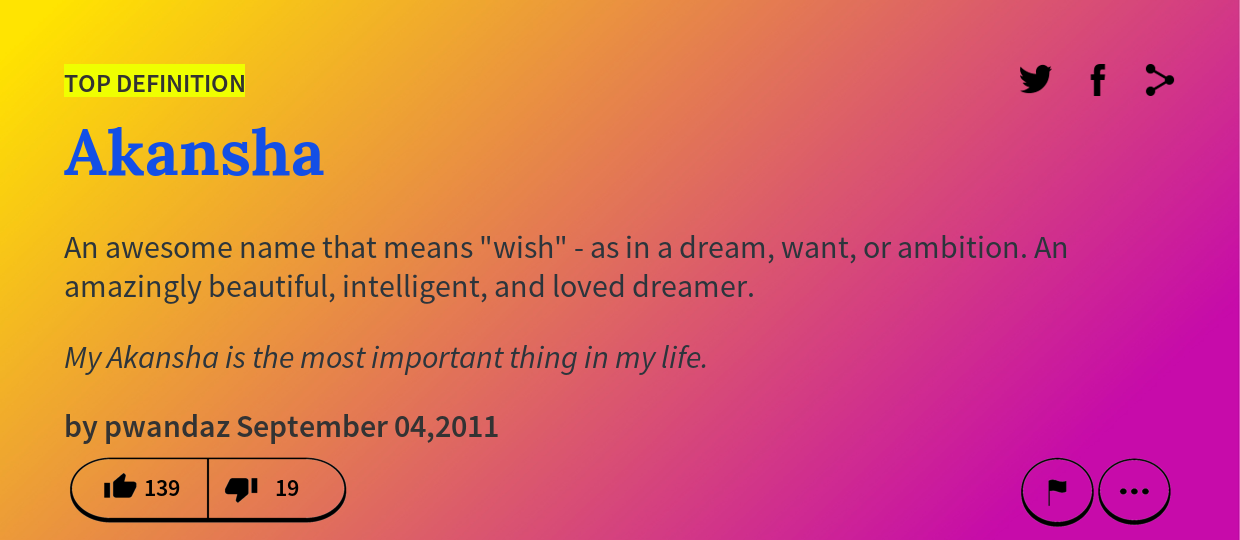 TOP DEFINITION
Akansha
An awesome name that means "wish" - as in a dream, want, or ambition. An
amazingly beautiful, intelligent, and loved dreamer.
My Akansha is the most important thing in my life.
by pwandaz September 04,2011
139 19